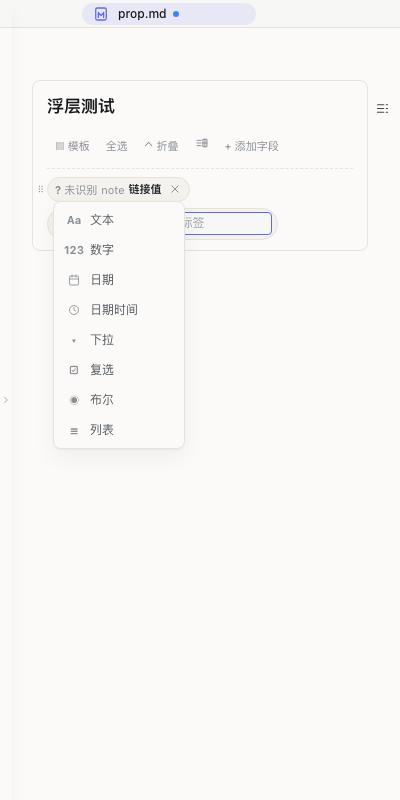 prop.md
浮层测试
模板 全选 折叠 + 添加字段
? 未识别 note 链接值
标签
Aa 文本
123 数字
日期
日期时间
下拉
复选
布尔
列表